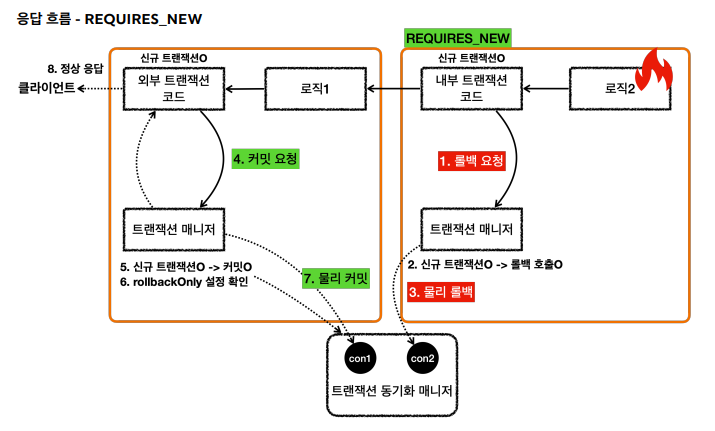 응답 흐름 - REQUIRES_NEW
REQUIRES_NEW
신규 트랜잭션O
신규 트랜잭션O
8. 정상 응답
클라이언트
외부 트랜잭션
코드
로직1
내부 트랜잭션
코드
로직2
4. 커밋 요청
1. 롤백 요청
트랜잭션 매니저
트랜잭션 매니저
5. 신규 트랜잭션O -> 커밋O
6. rollbackOnly 설정 확인
7. 물리 커밋
2. 신규 트랜잭션O -> 롤백 호출O
3. 물리 롤백
con1
con2
트랜잭션 동기화 매니저